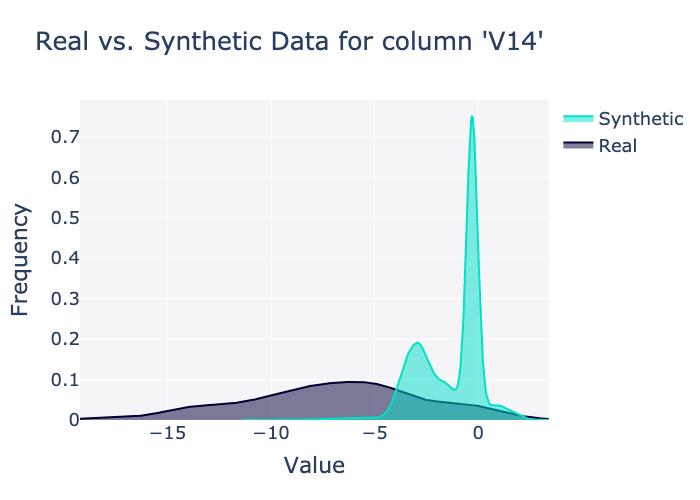 Real vs. Synthetic Data for column 'V14'
Synthetic
Real
0.7
0.6
0.5
0.4
0.3
0.2
0.1
0
Frequency
−15
−10
−5
0
Value